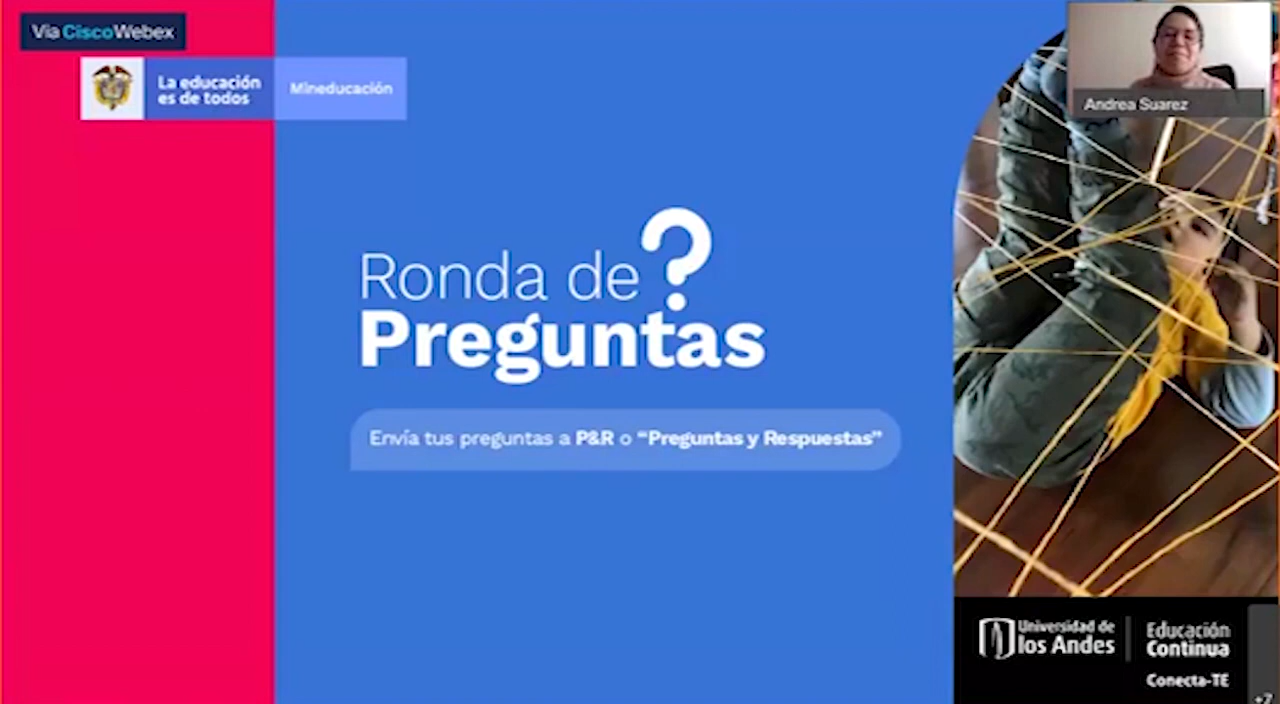 Vía CiscoWebex
La educación
es de todos
Mineducación
Andrea Suarez
Ronda de ?
Preguntas
Envía tus preguntas a P&R o “Preguntas y Respuestas”
Universidad de
los Andes
Educación
Continua
Conecta-TE
+7